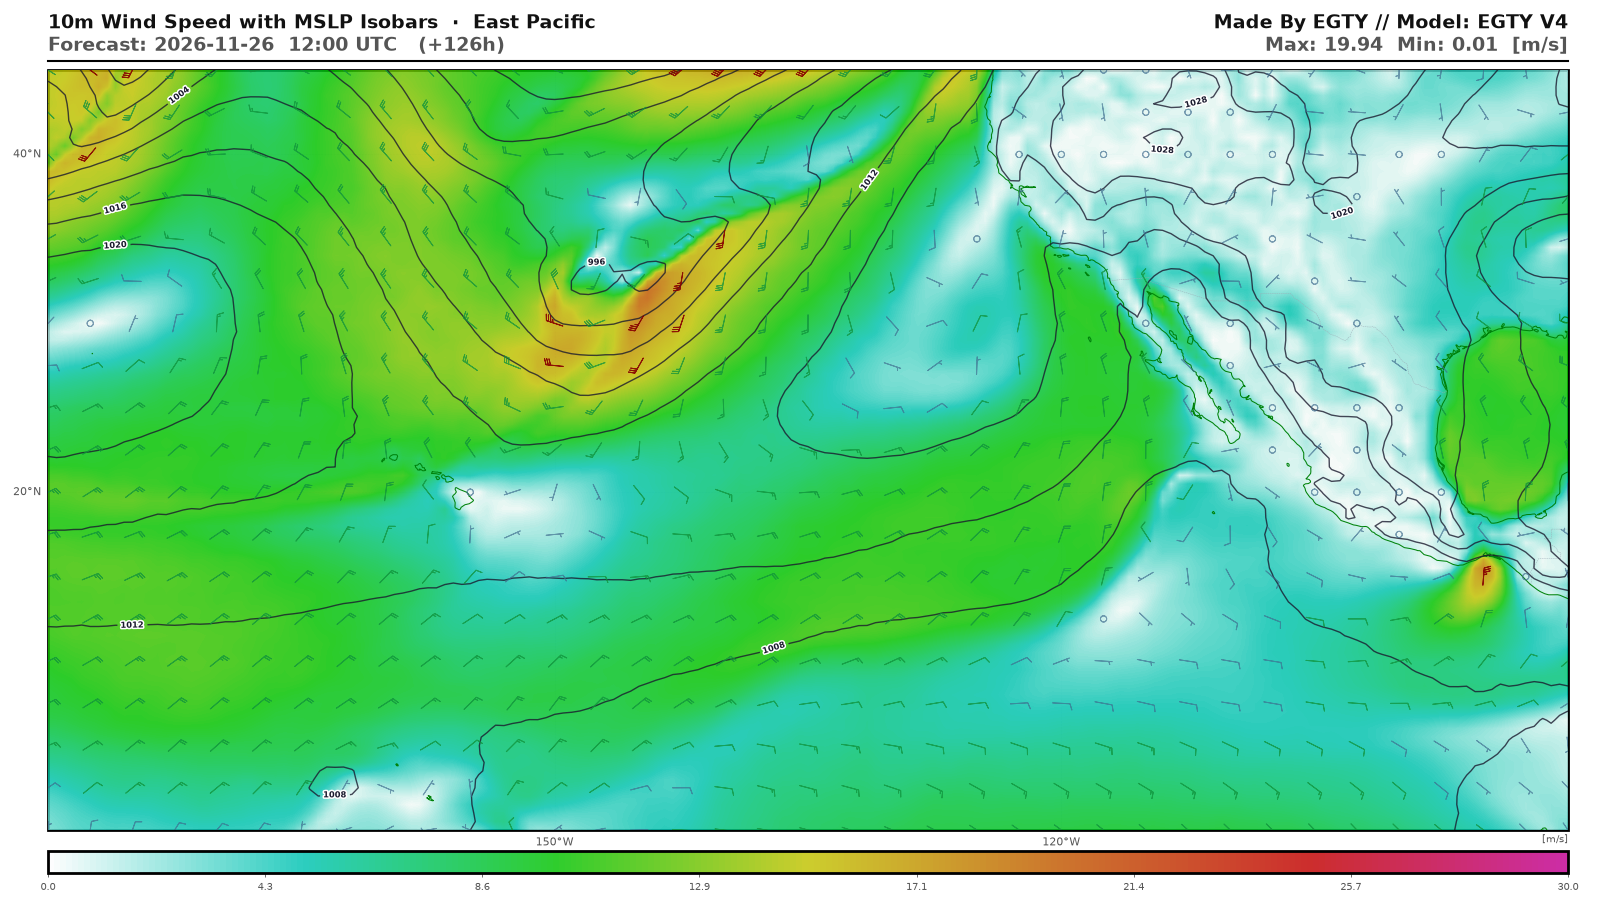 10m Wind Speed with MSLP Isobars · East Pacific
Made By EGTY // Model: EGTY V4
Forecast: 2026-11-26 12:00 UTC (+126h)
Max: 19.94 Min: 0.01 [m/s]
1004
1028
40°N
1028
1012
1016
1020
1020
996
20°N
1012
1008
1008
150°W
120°W
[m/s]
0.0
4.3
8.6
12.9
17.1
21.4
25.7
30.0